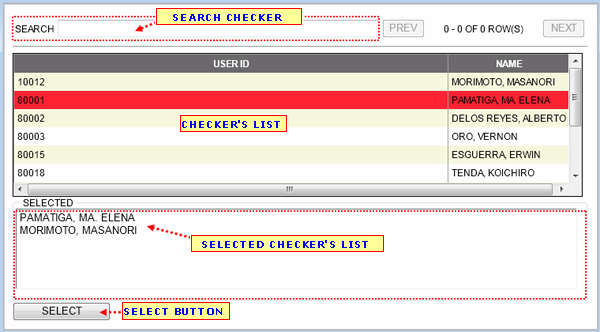 SEARCH CHECKER
SEARCH PREV 0 - 0 OF 0 ROW(S) NEXT
USER ID NAME
10012 MORIMOTO, MASANORI
80001 PAMATIGA, MA. ELENA
80002 DELOS REYES, ALBERTO
CHECKER'S LIST
80003 ORO, VERNON
80015 ESGUERRA, ERWIN
80018 TENDA, KOICHIRO
SELECTED
PAMATIGA, MA. ELENA
MORIMOTO, MASANORI
SELECTED CHECKER'S LIST
SELECT SELECT BUTTON